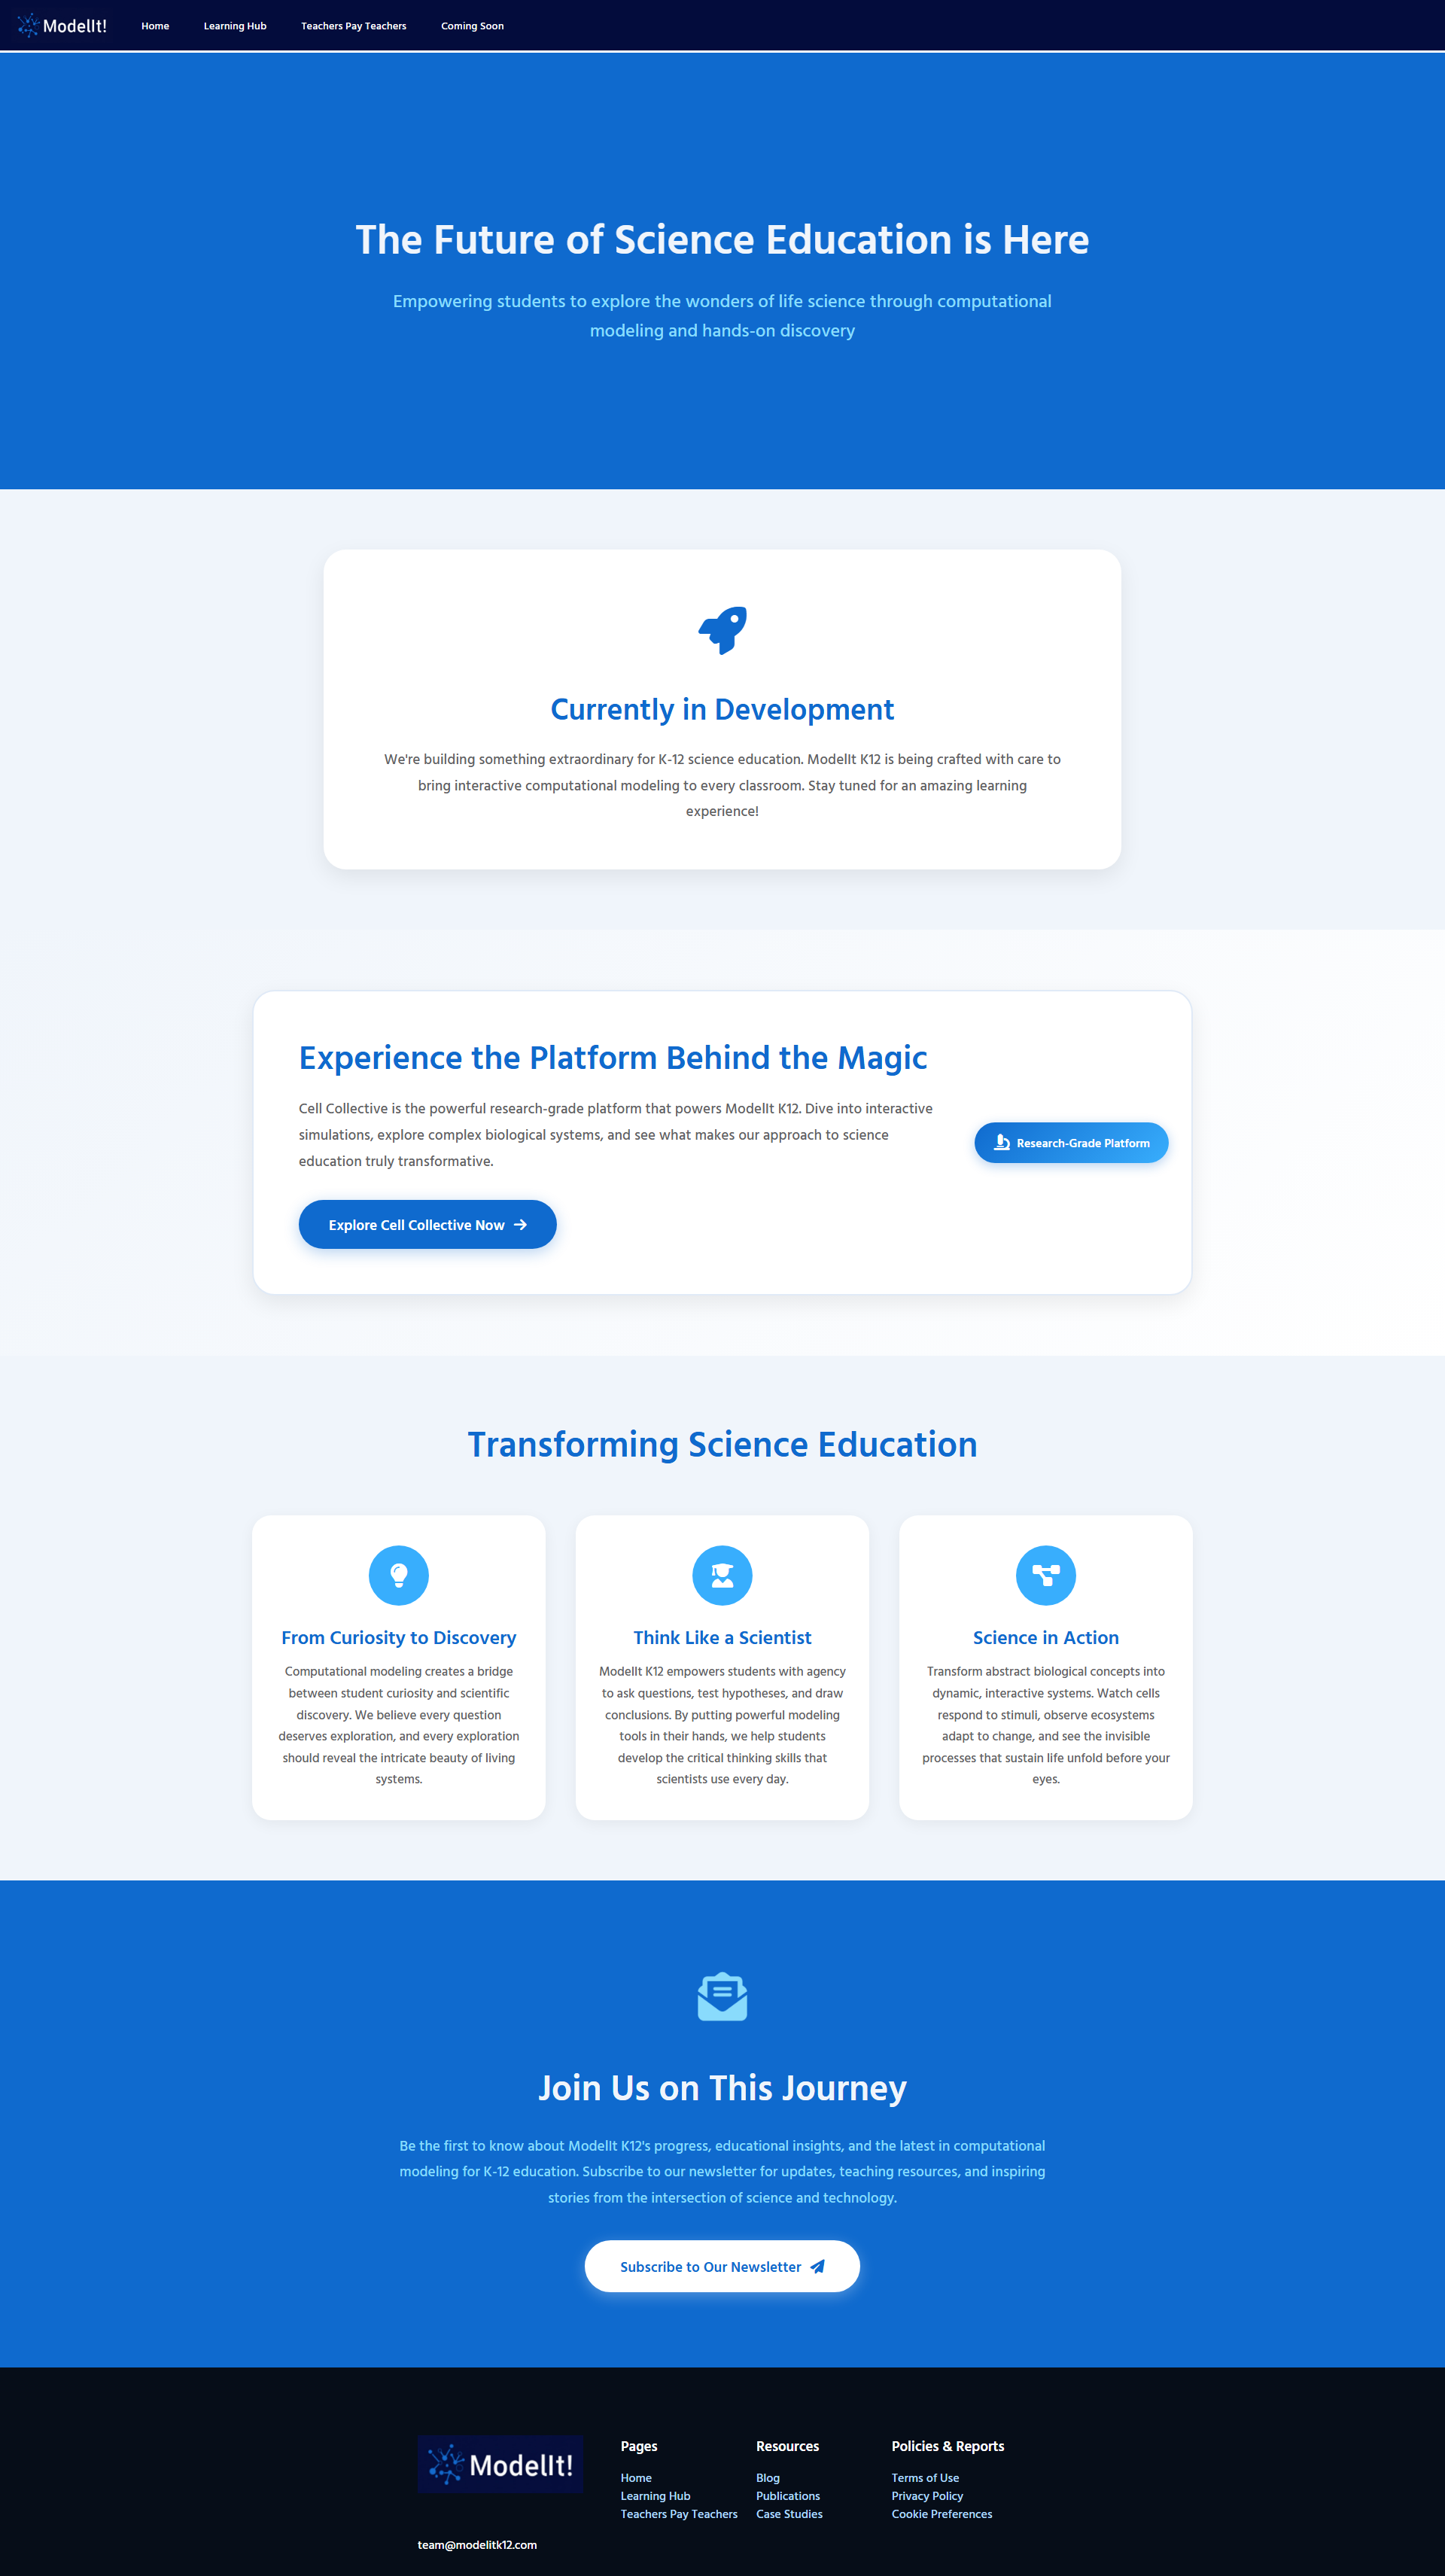 ModelIt!
Home
Learning Hub
Teachers Pay Teachers
Coming Soon
The Future of Science Education is Here
Empowering students to explore the wonders of life science through computational
modeling and hands-on discovery
Currently in Development
We're building something extraordinary for K-12 science education. ModelIt K12 is being crafted with care to
bring interactive computational modeling to every classroom. Stay tuned for an amazing learning
experience!
Experience the Platform Behind the Magic
Cell Collective is the powerful research-grade platform that powers ModelIt K12. Dive into interactive
simulations, explore complex biological systems, and see what makes our approach to science
education truly transformative.
Research-Grade Platform
Explore Cell Collective Now
Transforming Science Education
From Curiosity to Discovery
Computational modeling creates a bridge
between student curiosity and scientific
discovery. We believe every question
deserves exploration, and every exploration
should reveal the intricate beauty of living
systems.
Think Like a Scientist
ModelIt K12 empowers students with agency
to ask questions, test hypotheses, and draw
conclusions. By putting powerful modeling
tools in their hands, we help students
develop the critical thinking skills that
scientists use every day.
Science in Action
Transform abstract biological concepts into
dynamic, interactive systems. Watch cells
respond to stimuli, observe ecosystems
adapt to change, and see the invisible
processes that sustain life unfold before your
eyes.
Join Us on This Journey
Be the first to know about ModelIt K12's progress, educational insights, and the latest in computational
modeling for K-12 education. Subscribe to our newsletter for updates, teaching resources, and inspiring
stories from the intersection of science and technology.
Subscribe to Our Newsletter
ModelIt!
team@modelitk12.com
Pages
Home
Learning Hub
Teachers Pay Teachers
Resources
Blog
Publications
Case Studies
Policies & Reports
Terms of Use
Privacy Policy
Cookie Preferences